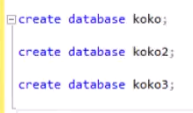 create database koko;
create database koko2;
create database koko3;